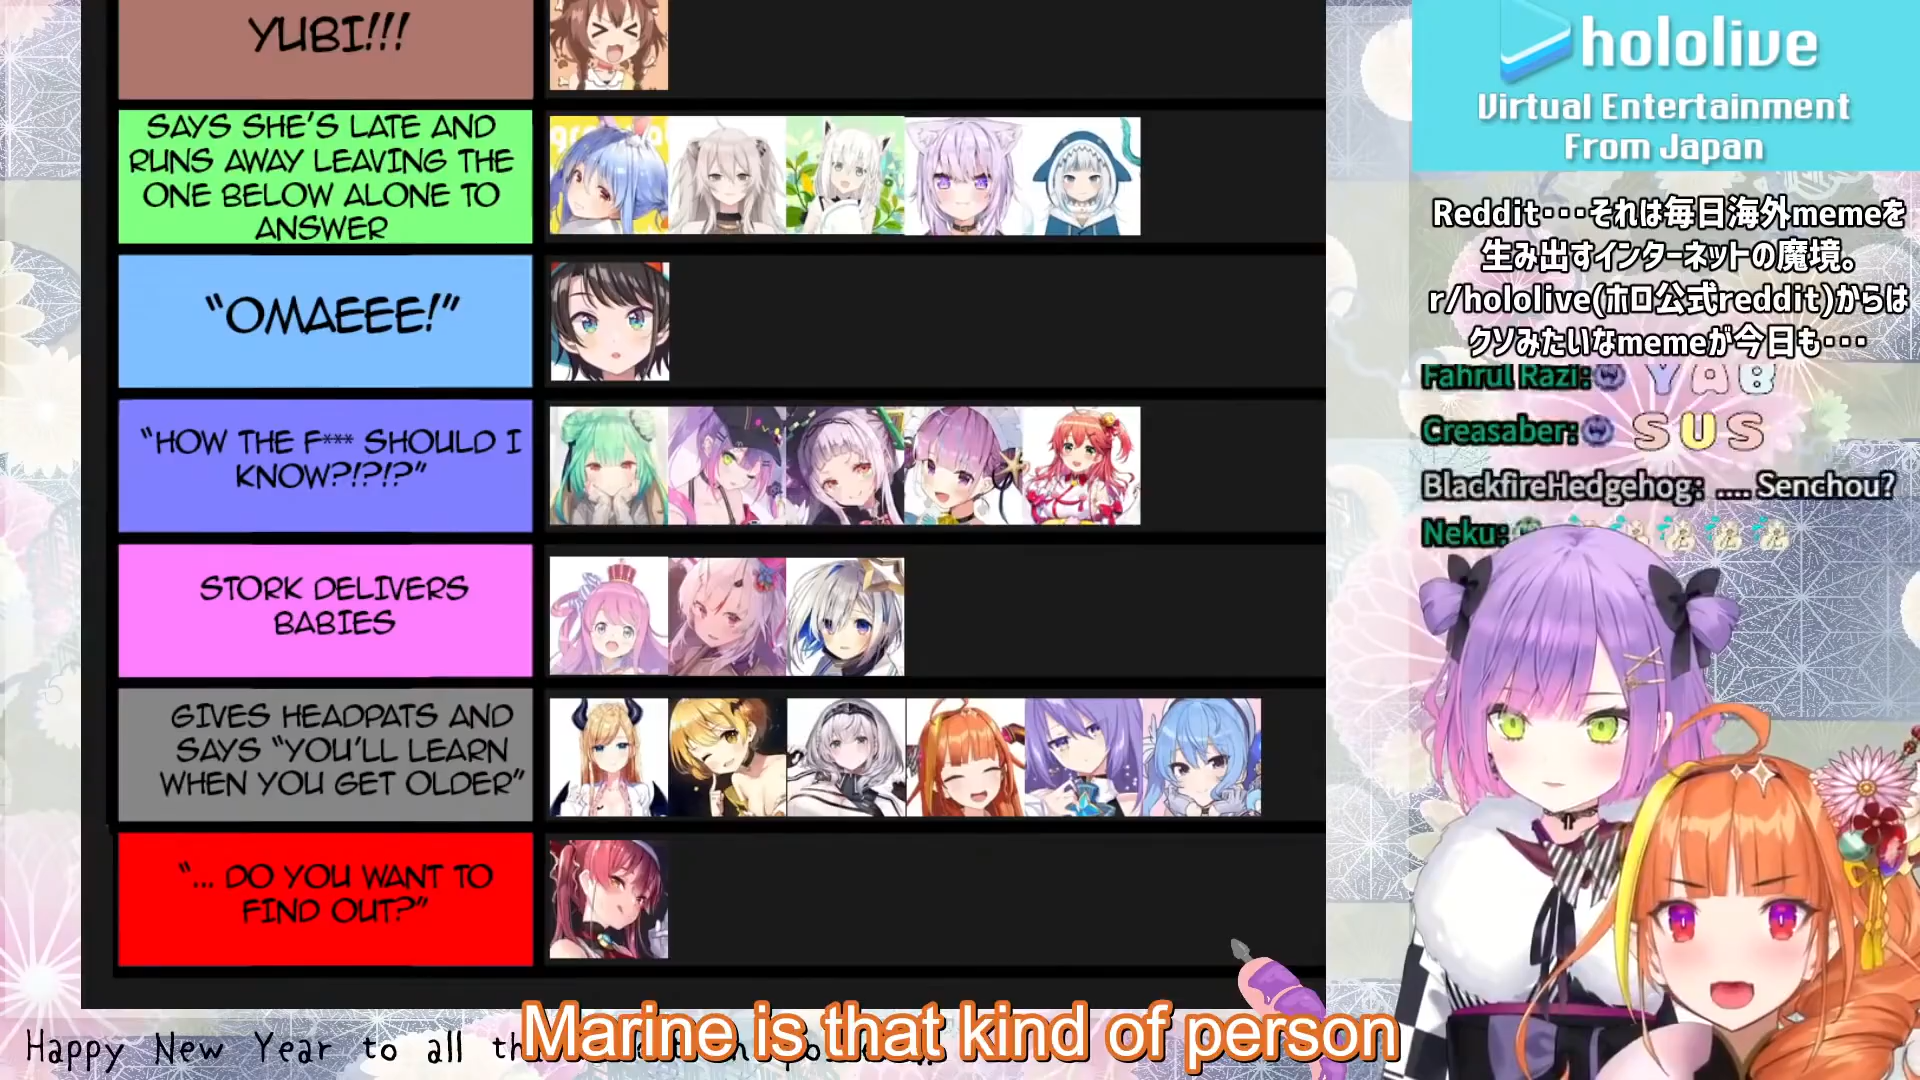 YUBI!!!
SAYS SHE'S LATE AND
RUNS AWAY LEAVING THE
ONE BELOW ALONE TO
ANSWER
"OMAEEE!"
"HOW THE F*** SHOULD I
KNOW?!?!?"
STORK DELIVERS
BABIES
GIVES HEADPATS AND
SAYS "YOU'LL LEARN
WHEN YOU GET OLDER"
"... DO YOU WANT TO
FIND OUT?"
hololive
Virtual Entertainment
From Japan
Reddit・・・それは毎日海外memeを
生み出すインターネットの魔境。
r/hololive(ホロ公式reddit)からは
クソみたいなmemeが今日も・・・
Fahrul Razi: YAB
Creasaber: SUS
BlackfireHedgehog: .... Senchou?
Neku:
Marine is that kind of person
Happy New Year to all